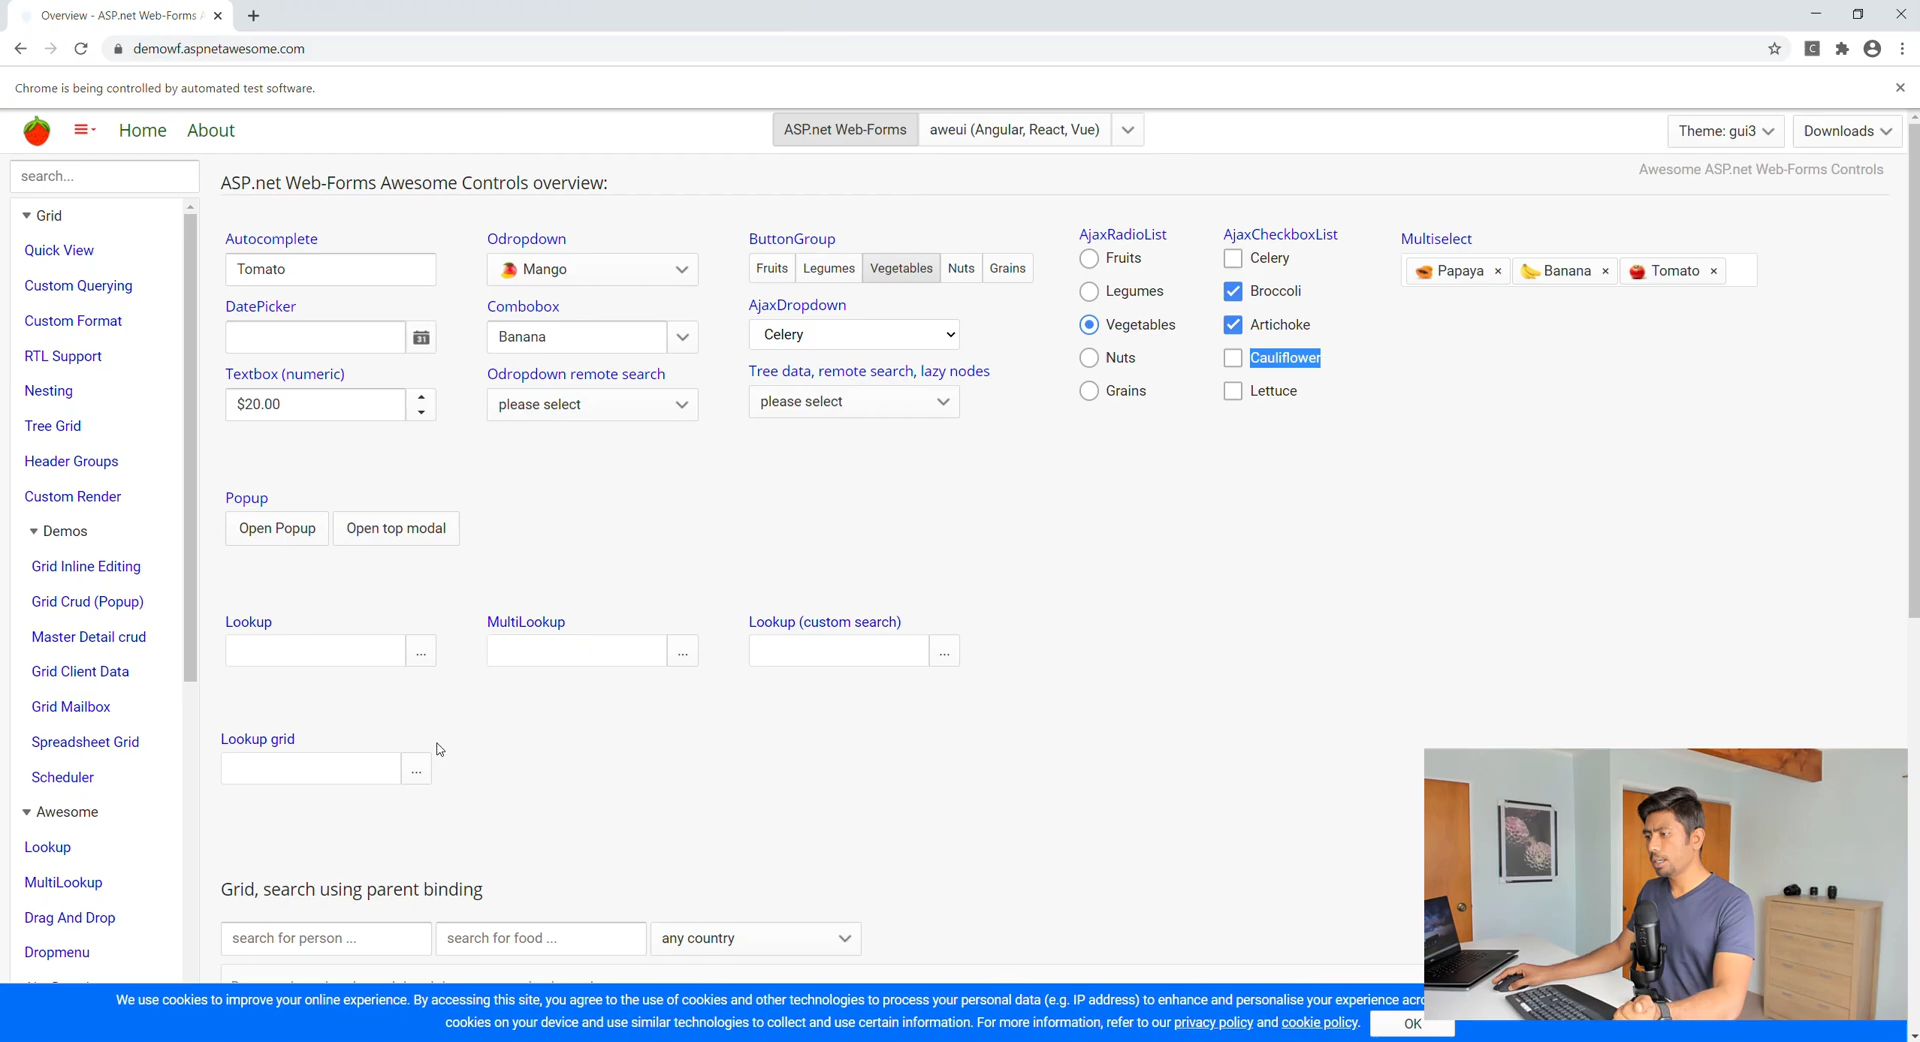 Overview - ASP.net Web-Forms
demowf.aspnetawesome.com
Chrome is being controlled by automated test software.
Home About
ASP.net Web-Forms aweui (Angular, React, Vue)
Theme: gui3 Downloads
search...
Awesome ASP.net Web-Forms Controls
ASP.net Web-Forms Awesome Controls overview:
Grid
Quick View
Custom Querying
Custom Format
RTL Support
Nesting
Tree Grid
Header Groups
Custom Render
Demos
Grid Inline Editing
Grid Crud (Popup)
Master Detail crud
Grid Client Data
Grid Mailbox
Spreadsheet Grid
Scheduler
Awesome
Lookup
MultiLookup
Drag And Drop
Dropmenu
Autocomplete
Tomato
DatePicker
31
Textbox (numeric)
$20.00
Odropdown
Mango
Combobox
Banana
Odropdown remote search
please select
ButtonGroup
Fruits Legumes Vegetables Nuts Grains
AjaxDropdown
Celery
Tree data, remote search, lazy nodes
please select
AjaxRadioList
Fruits
Legumes
Vegetables
Nuts
Grains
AjaxCheckboxList
Celery
Broccoli
Artichoke
Cauliflower
Lettuce
Multiselect
Papaya × Banana × Tomato ×
Popup
Open Popup Open top modal
Lookup
...
MultiLookup
...
Lookup (custom search)
...
Lookup grid
...
Grid, search using parent binding
search for person ... search for food ... any country
We use cookies to improve your online experience. By accessing this site, you agree to the use of cookies and other technologies to process your personal data (e.g. IP address) to enhance and personalise your experience
cookies on your device and use similar technologies to collect and use certain information. For more information, refer to our privacy policy and cookie policy. OK